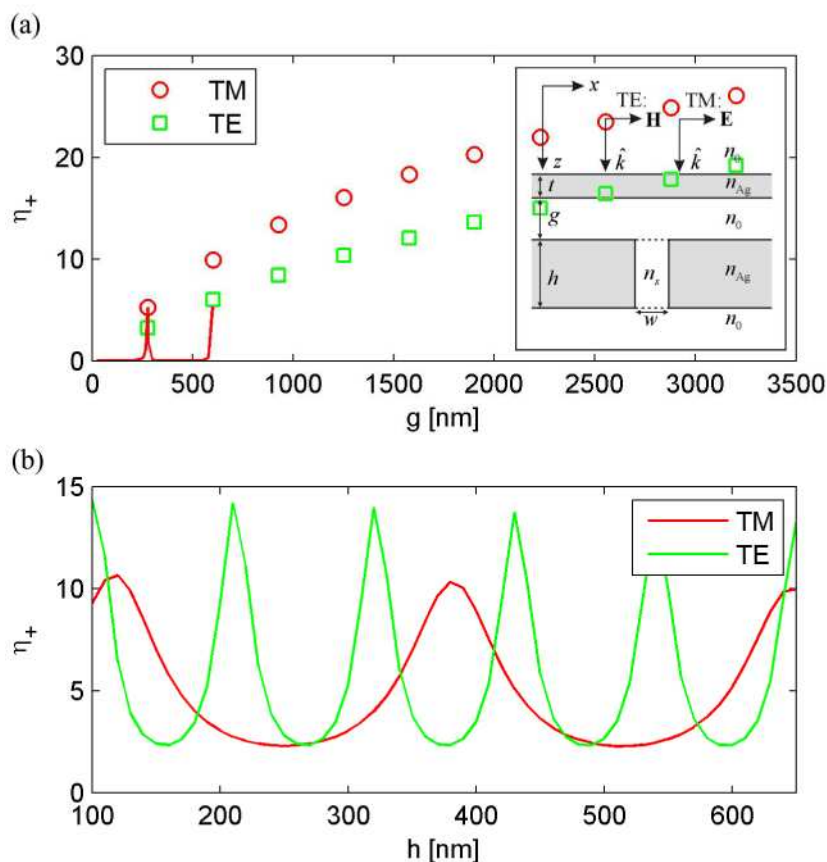 (a)
30
20
10
0
η+
TM
TE
x
TE:
TM:
H
E
z
k̂
k̂
n0
t
nAg
g
n0
h
ns
nAg
w
n0
0
500
1000
1500
2000
2500
3000
3500
g [nm]
(b)
15
10
5
0
η+
TM
TE
100
200
300
400
500
600
h [nm]